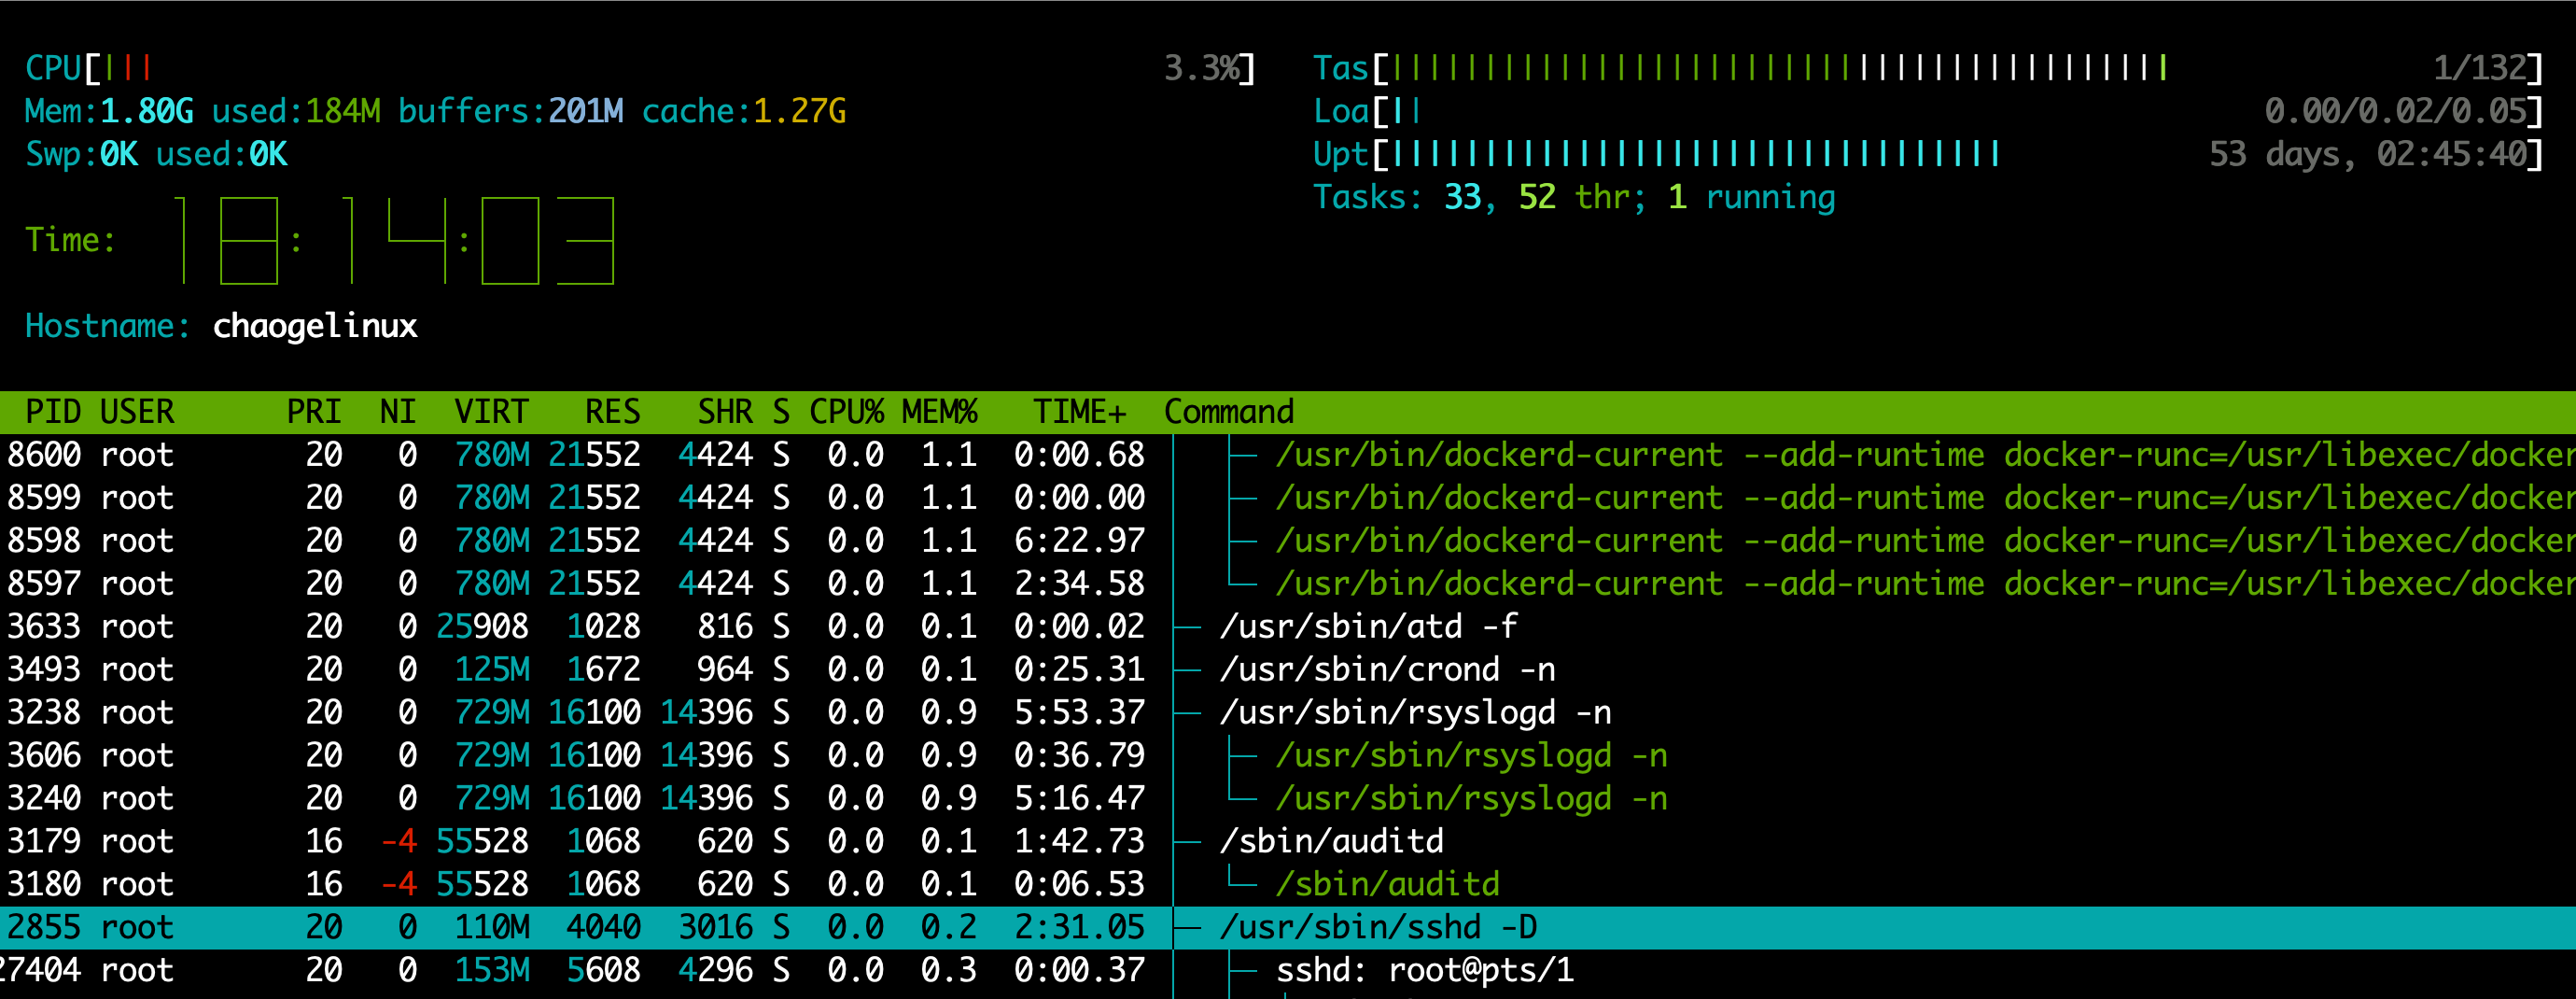 CPU[||| 3.3%] Tas[|||||||||||||||||||||||||||||||||||||||||| 1/132]
Mem:1.80G used:184M buffers:201M cache:1.27G Loa[|| 0.00/0.02/0.05]
Swp:0K used:0K Upt[||||||||||||||||||||||||||||||||| 53 days, 02:45:40]
Tasks: 33, 52 thr; 1 running
Time: 18:14:03
Hostname: chaogelinux
PID USER PRI NI VIRT RES SHR S CPU% MEM% TIME+ Command
8600 root 20 0 780M 21552 4424 S 0.0 1.1 0:00.68 │ ├─ /usr/bin/dockerd-current --add-runtime docker-runc=/usr/libexec/docker
8599 root 20 0 780M 21552 4424 S 0.0 1.1 0:00.00 │ ├─ /usr/bin/dockerd-current --add-runtime docker-runc=/usr/libexec/docker
8598 root 20 0 780M 21552 4424 S 0.0 1.1 6:22.97 │ ├─ /usr/bin/dockerd-current --add-runtime docker-runc=/usr/libexec/docker
8597 root 20 0 780M 21552 4424 S 0.0 1.1 2:34.58 │ └─ /usr/bin/dockerd-current --add-runtime docker-runc=/usr/libexec/docker
3633 root 20 0 25908 1028 816 S 0.0 0.1 0:00.02 ├─ /usr/sbin/atd -f
3493 root 20 0 125M 1672 964 S 0.0 0.1 0:25.31 ├─ /usr/sbin/crond -n
3238 root 20 0 729M 16100 14396 S 0.0 0.9 5:53.37 ├─ /usr/sbin/rsyslogd -n
3606 root 20 0 729M 16100 14396 S 0.0 0.9 0:36.79 │ ├─ /usr/sbin/rsyslogd -n
3240 root 20 0 729M 16100 14396 S 0.0 0.9 5:16.47 │ └─ /usr/sbin/rsyslogd -n
3179 root 16 -4 55528 1068 620 S 0.0 0.1 1:42.73 ├─ /sbin/auditd
3180 root 16 -4 55528 1068 620 S 0.0 0.1 0:06.53 │ └─ /sbin/auditd
2855 root 20 0 110M 4040 3016 S 0.0 0.2 2:31.05 ├─ /usr/sbin/sshd -D
27404 root 20 0 153M 5608 4296 S 0.0 0.3 0:00.37 │ ├─ sshd: root@pts/1